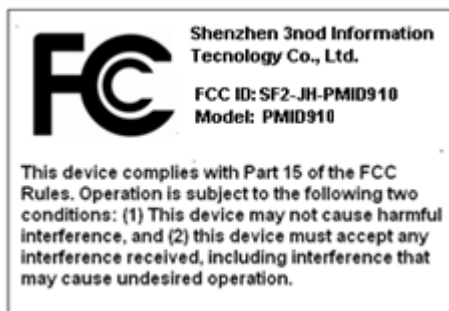 FCC
Shenzhen 3nod Information
Tecnology Co., Ltd.
FCC ID: SF2-JH-PMID910
Model: PMID910
This device complies with Part 15 of the FCC
Rules. Operation is subject to the following two
conditions: (1) This device may not cause harmful
interference, and (2) this device must accept any
interference received, including interference that
may cause undesired operation.